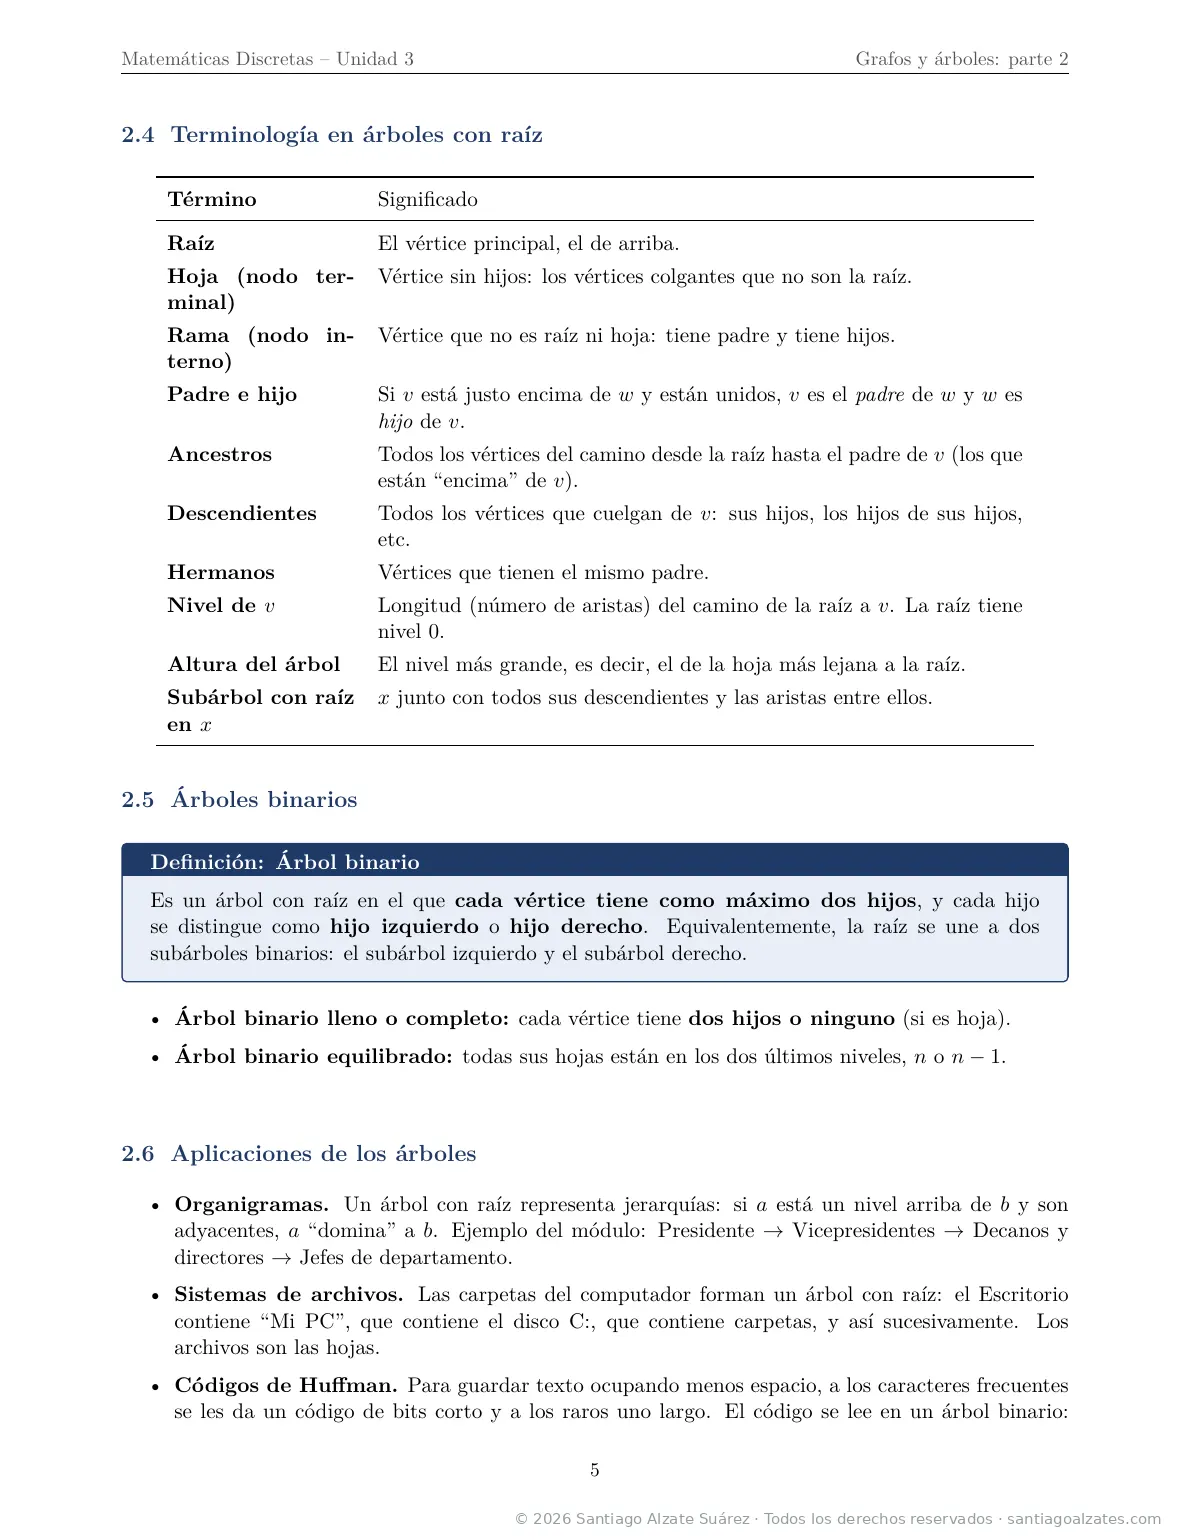 Matemáticas Discretas – Unidad 3
Grafos y árboles: parte 2
2.4 Terminología en árboles con raíz
Término Significado
Raíz El vértice principal, el de arriba.
Hoja (nodo ter- Vértice sin hijos: los vértices colgantes que no son la raíz.
minal)
Rama (nodo in- Vértice que no es raíz ni hoja: tiene padre y tiene hijos.
terno)
Padre e hijo Si v está justo encima de w y están unidos, v es el padre de w y w es
hijo de v.
Ancestros Todos los vértices del camino desde la raíz hasta el padre de v (los que
están “encima” de v).
Descendientes Todos los vértices que cuelgan de v: sus hijos, los hijos de sus hijos,
etc.
Hermanos Vértices que tienen el mismo padre.
Nivel de v Longitud (número de aristas) del camino de la raíz a v. La raíz tiene
nivel 0.
Altura del árbol El nivel más grande, es decir, el de la hoja más lejana a la raíz.
Subárbol con raíz x junto con todos sus descendientes y las aristas entre ellos.
en x
2.5 Árboles binarios
Definición: Árbol binario
Es un árbol con raíz en el que cada vértice tiene como máximo dos hijos, y cada hijo
se distingue como hijo izquierdo o hijo derecho. Equivalentemente, la raíz se une a dos
subárboles binarios: el subárbol izquierdo y el subárbol derecho.
• Árbol binario lleno o completo: cada vértice tiene dos hijos o ninguno (si es hoja).
• Árbol binario equilibrado: todas sus hojas están en los dos últimos niveles, n o n − 1.
2.6 Aplicaciones de los árboles
• Organigramas. Un árbol con raíz representa jerarquías: si a está un nivel arriba de b y son
adyacentes, a “domina” a b. Ejemplo del módulo: Presidente → Vicepresidentes → Decanos y
directores → Jefes de departamento.
• Sistemas de archivos. Las carpetas del computador forman un árbol con raíz: el Escritorio
contiene “Mi PC”, que contiene el disco C:, que contiene carpetas, y así sucesivamente. Los
archivos son las hojas.
• Códigos de Huffman. Para guardar texto ocupando menos espacio, a los caracteres frecuentes
se les da un código de bits corto y a los raros uno largo. El código se lee en un árbol binario:
5
© 2026 Santiago Alzate Suárez · Todos los derechos reservados · santiagoalzates.com